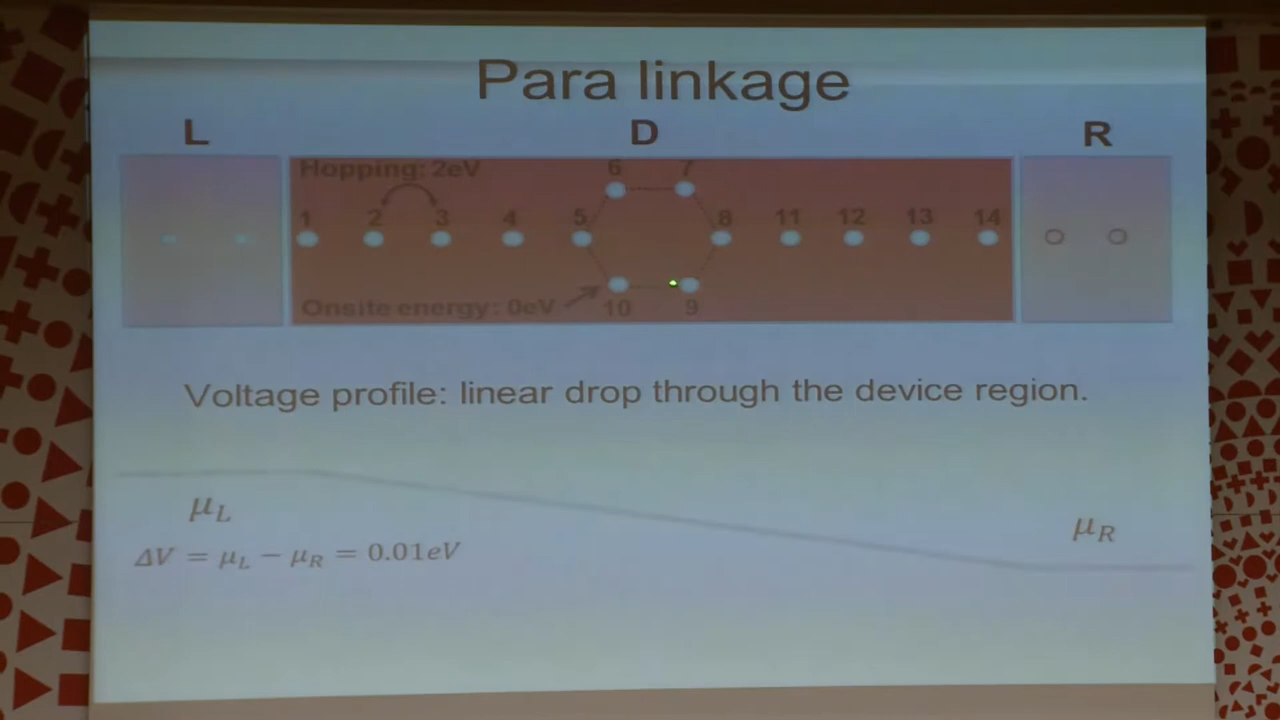 Para linkage
L D R
Hopping: 2eV
6 7
1 2 3 4 5 8 11 12 13 14
Onsite energy: 0eV
10 9
Voltage profile: linear drop through the device region.
μL
μR
ΔV = μL − μR = 0.01eV